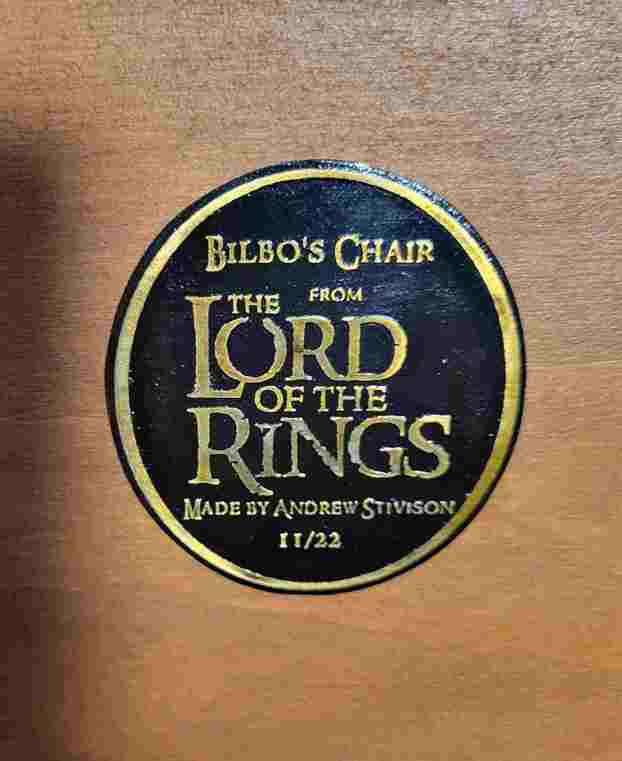 BILBO'S CHAIR
FROM
THE
LORD
OF THE
RINGS
MADE BY ANDREW STIVISON
11/22